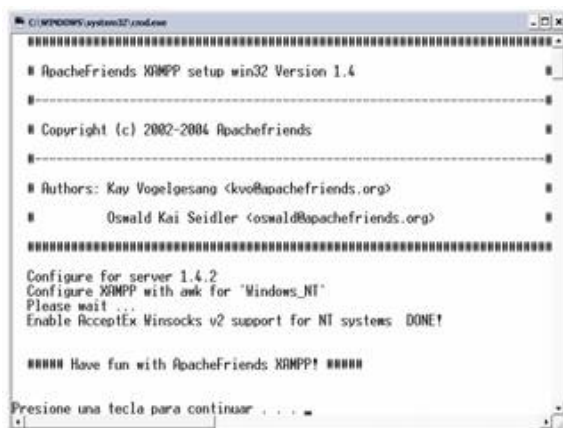 C:\WINDOWS\system32\cmd.exe
################################################################
# ApacheFriends XAMPP setup win32 Version 1.4 #
#--------------------------------------------------------------#
# Copyright (c) 2002-2004 Apachefriends #
#--------------------------------------------------------------#
# Authors: Kay Vogelgesang <kvo@apachefriends.org> #
# Oswald Kai Seidler <oswald@apachefriends.org> #
################################################################
Configure for server 1.4.2
Configure XAMPP with awk for 'Windows_NT'
Please wait ...
Enable AcceptEx Winsocks v2 support for NT systems DONE!
##### Have fun with ApacheFriends XAMPP! #####
Presione una tecla para continuar . . . _